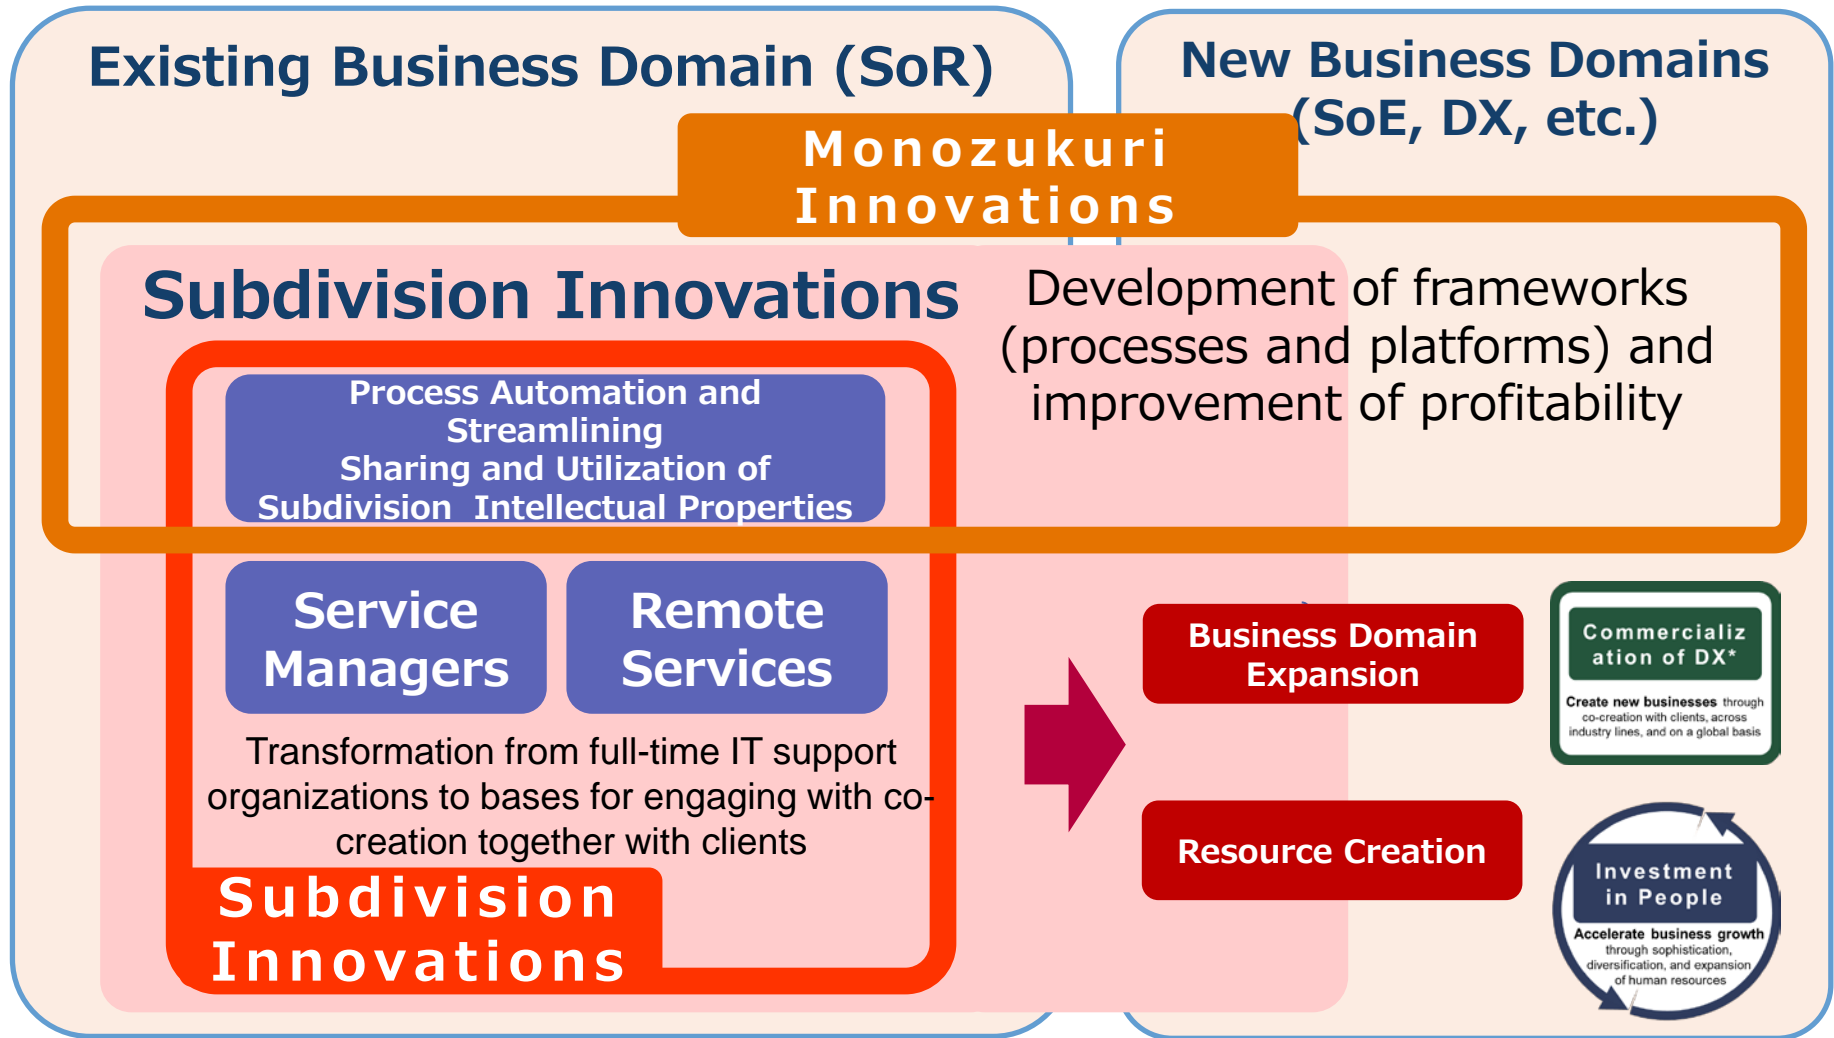 Existing Business Domain (SoR)
New Business Domains
(SoE, DX, etc.)
Monozukuri
Innovations
Subdivision Innovations
Development of frameworks
(processes and platforms) and
improvement of profitability
Process Automation and
Streamlining
Sharing and Utilization of
Subdivision Intellectual Properties
Service
Managers
Remote
Services
Transformation from full-time IT support
organizations to bases for engaging with co-
creation together with clients
Subdivision
Innovations
Business Domain
Expansion
Resource Creation
Commercializ
ation of DX*
Create new businesses through
co-creation with clients, across
industry lines, and on a global basis
Investment
in People
Accelerate business growth
through sophistication,
diversification, and expansion
of human resources